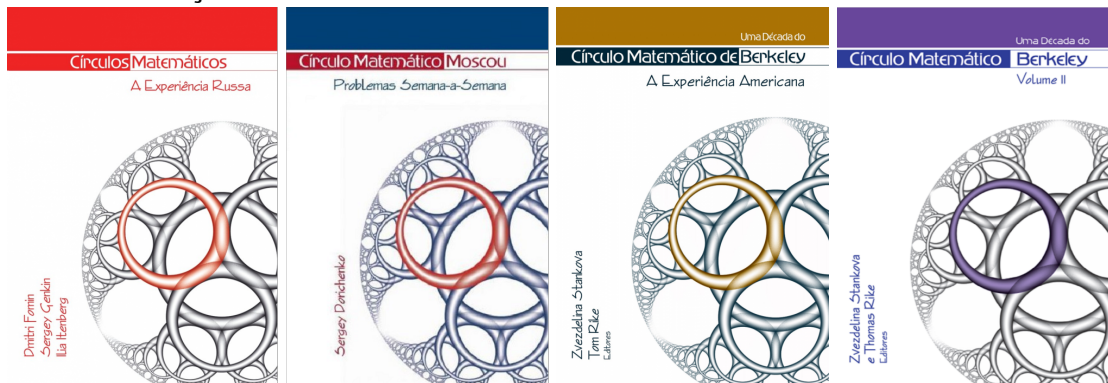 Círculos Matemáticos
A Experiência Russa
Dmitri Fomin
Sergey Genkin
Ilia Itenberg
Círculo Matemático Moscou
Problemas Semana-a-Semana
Sergey Dorichenko
Uma Década do
Círculo Matemático de Berkeley
A Experiência Americana
Zvezdelina Stankova
Tom Rike
Editores
Uma Década do
Círculo Matemático Berkeley
Volume II
Zvezdelina Stankova
e Thomas Rike
Editores